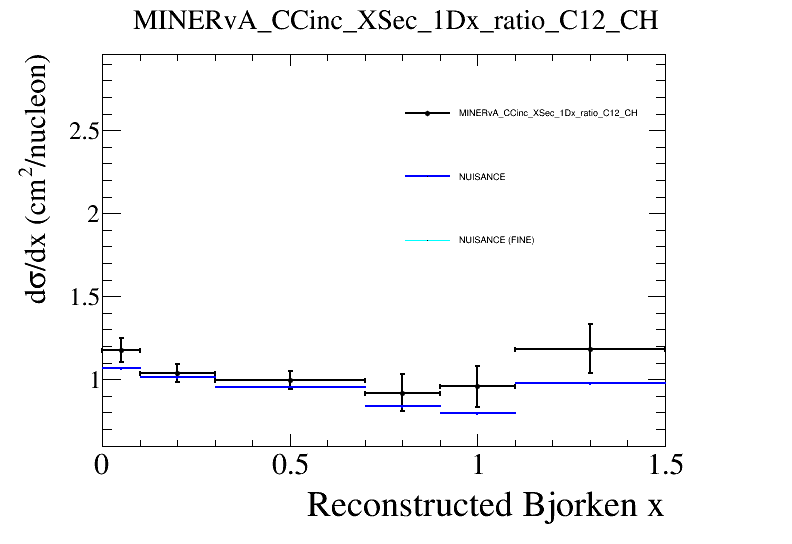 MINERvA_CCinc_XSec_1Dx_ratio_C12_CH
dσ/dx (cm²/nucleon)
2.5
2
1.5
1
MINERvA_CCinc_XSec_1Dx_ratio_C12_CH
NUISANCE
NUISANCE (FINE)
0 0.5 1 1.5
Reconstructed Bjorken x